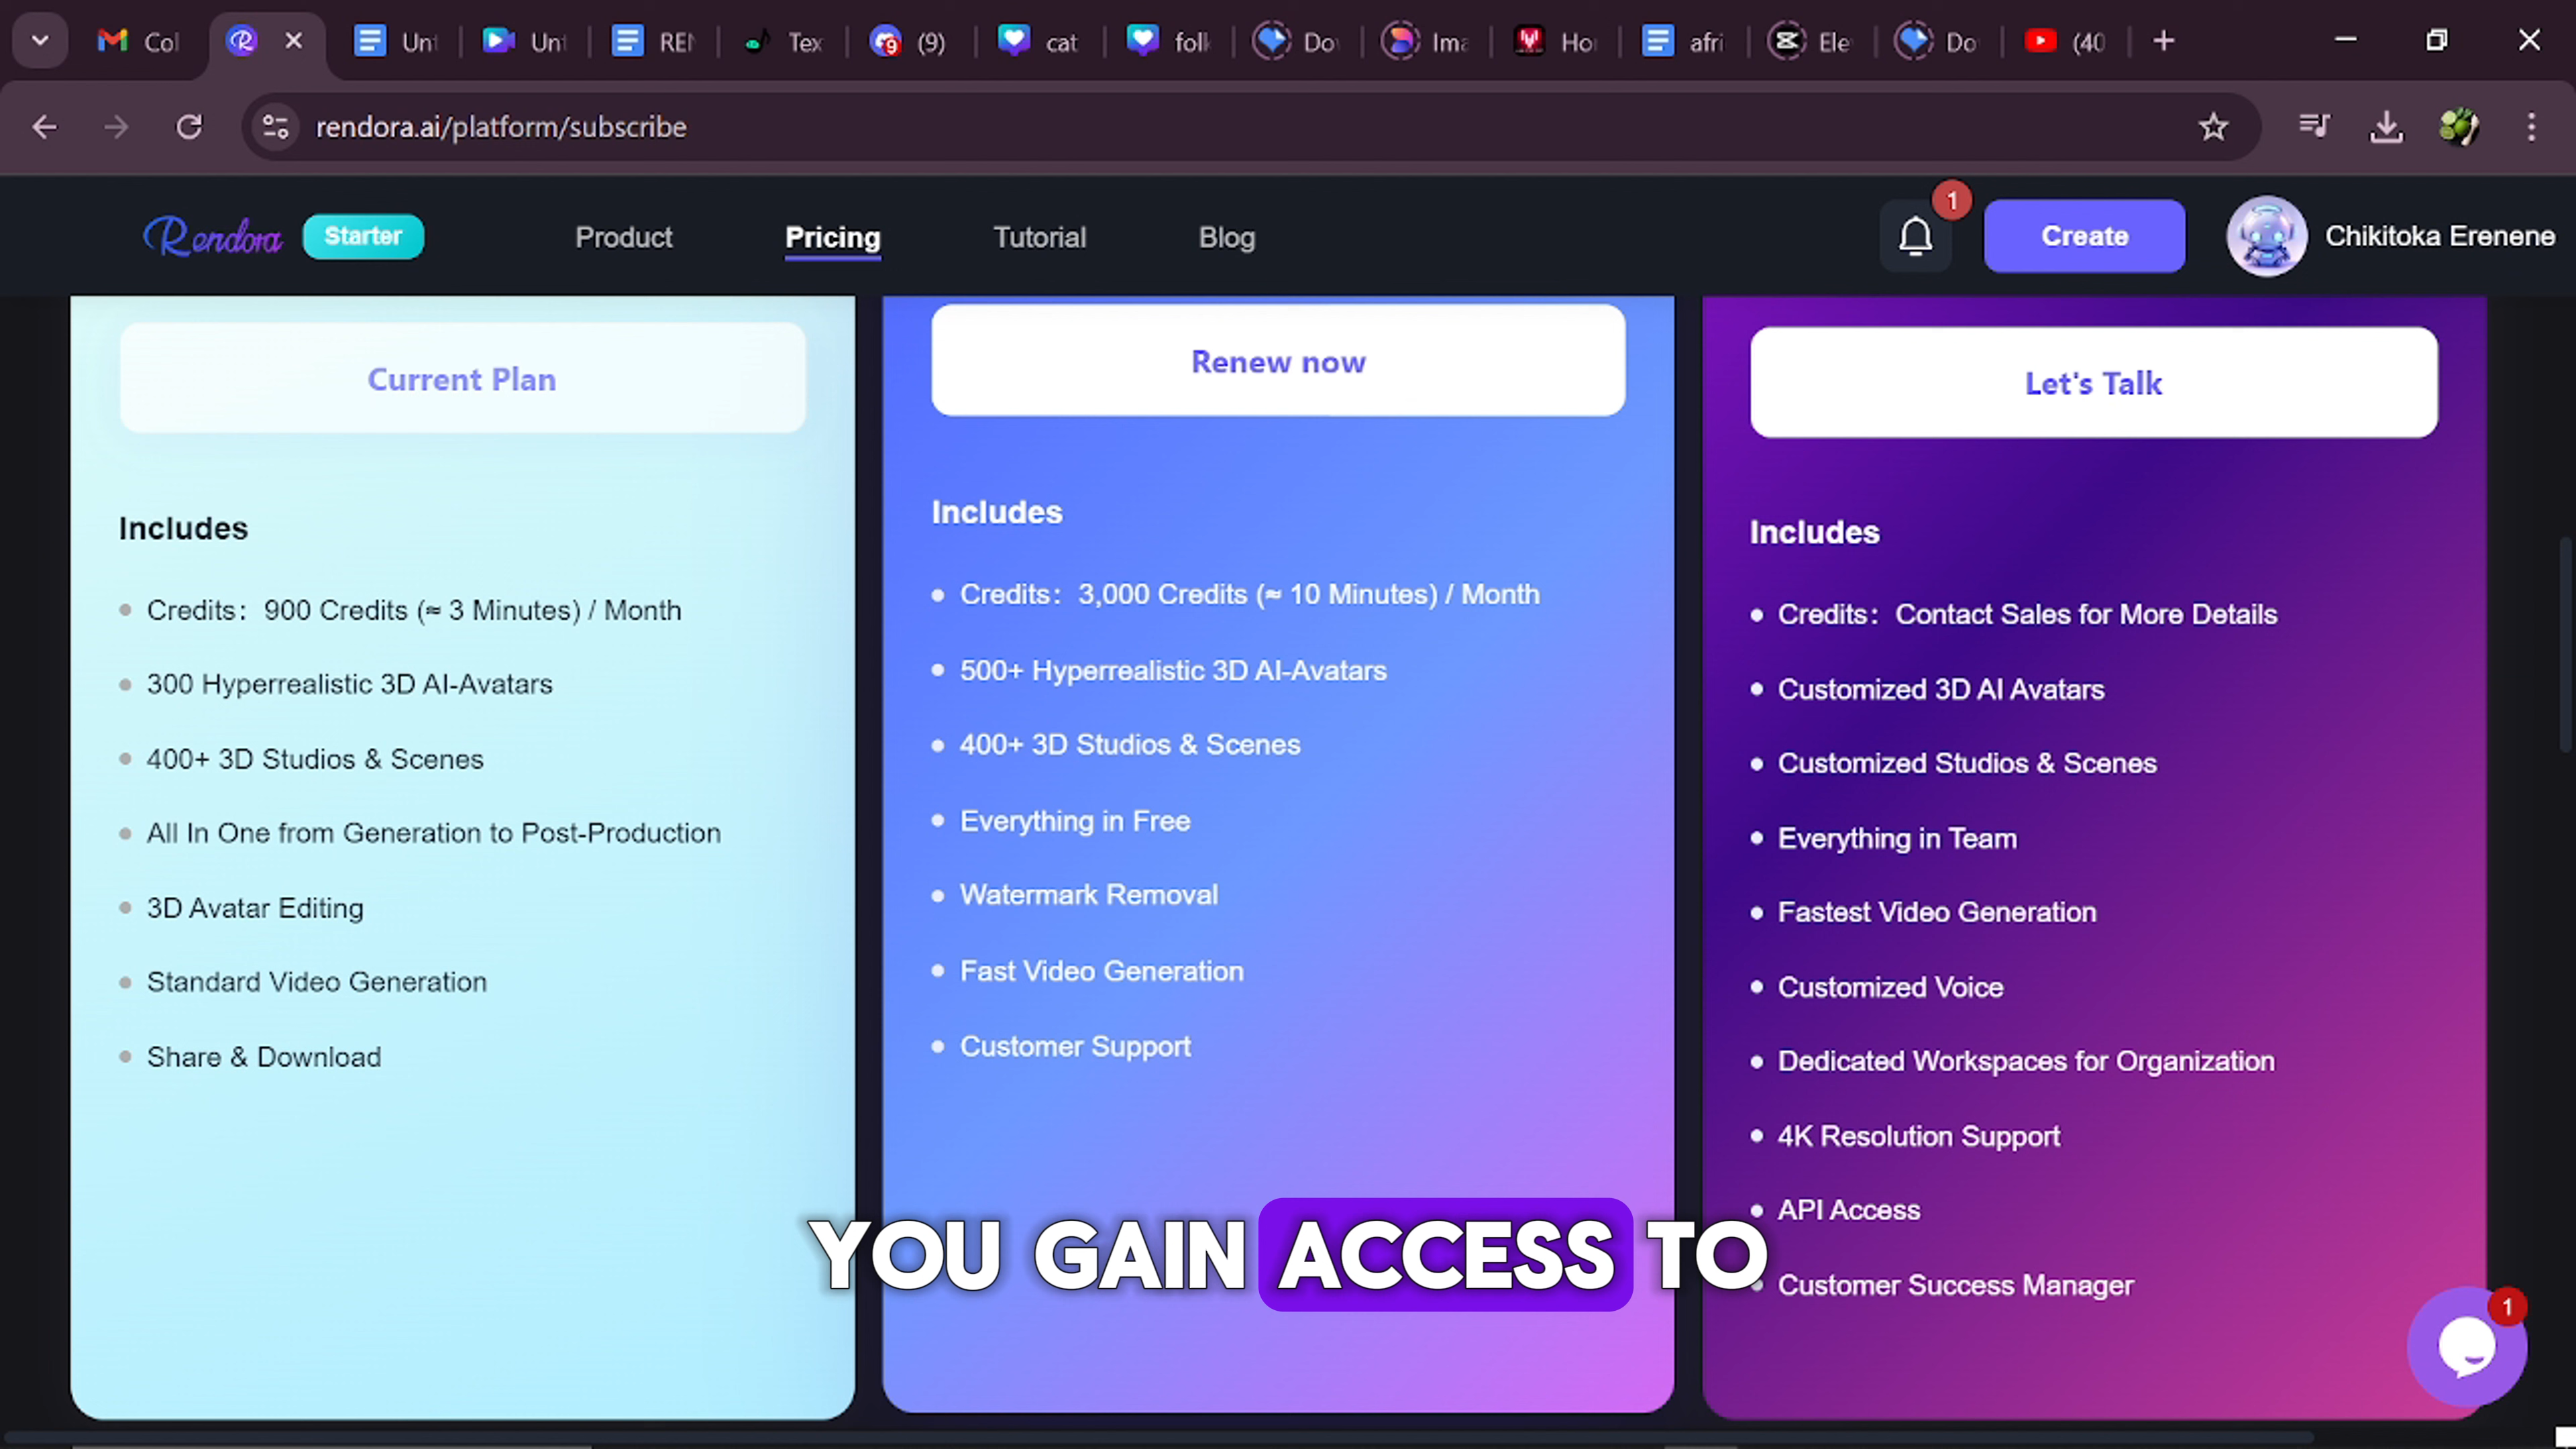 Col
Unt
Unt
REN
Tex
(9)
cat
folk
Do
Ima
Ho
afri
Ele
Do
(40
rendora.ai/platform/subscribe
Rendora
Starter
Product
Pricing
Tutorial
Blog
1
Create
Chikitoka Erenene
Current Plan
Includes
Credits: 900 Credits (≈ 3 Minutes) / Month
300 Hyperrealistic 3D AI-Avatars
400+ 3D Studios & Scenes
All In One from Generation to Post-Production
3D Avatar Editing
Standard Video Generation
Share & Download
Renew now
Includes
Credits: 3,000 Credits (≈ 10 Minutes) / Month
500+ Hyperrealistic 3D AI-Avatars
400+ 3D Studios & Scenes
Everything in Free
Watermark Removal
Fast Video Generation
Customer Support
Let's Talk
Includes
Credits: Contact Sales for More Details
Customized 3D AI Avatars
Customized Studios & Scenes
Everything in Team
Fastest Video Generation
Customized Voice
Dedicated Workspaces for Organization
4K Resolution Support
API Access
Customer Success Manager
YOU GAIN ACCESS TO
1